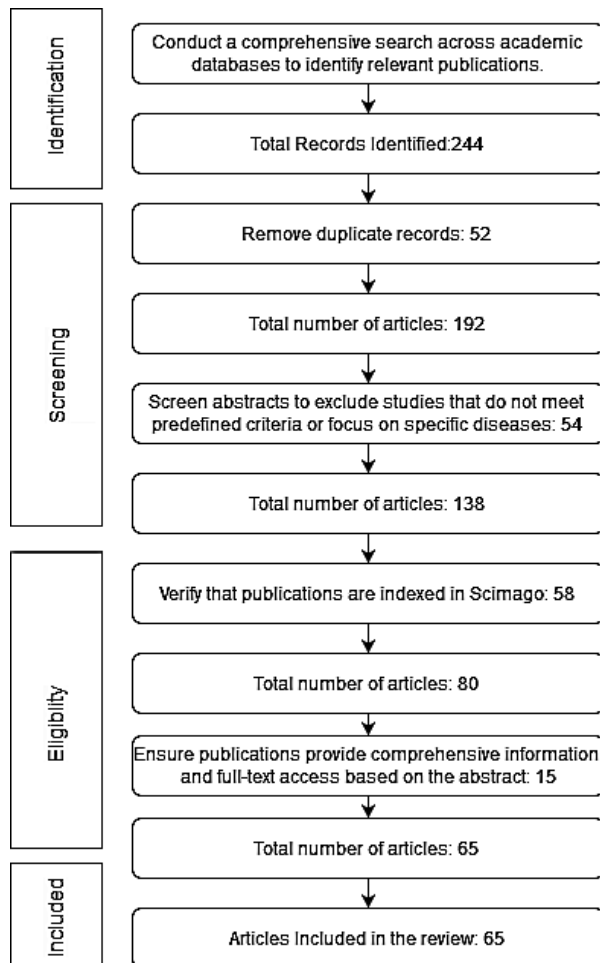 Identification
Conduct a comprehensive search across academic
databases to identify relevant publications.
Total Records Identified:244
Screening
Remove duplicate records: 52
Total number of articles: 192
Screen abstracts to exclude studies that do not meet
predefined criteria or focus on specific diseases: 54
Total number of articles: 138
Eligiblity
Verify that publications are indexed in Scimago: 58
Total number of articles: 80
Ensure publications provide comprehensive information
and full-text access based on the abstract: 15
Total number of articles: 65
Included
Articles Included in the review: 65